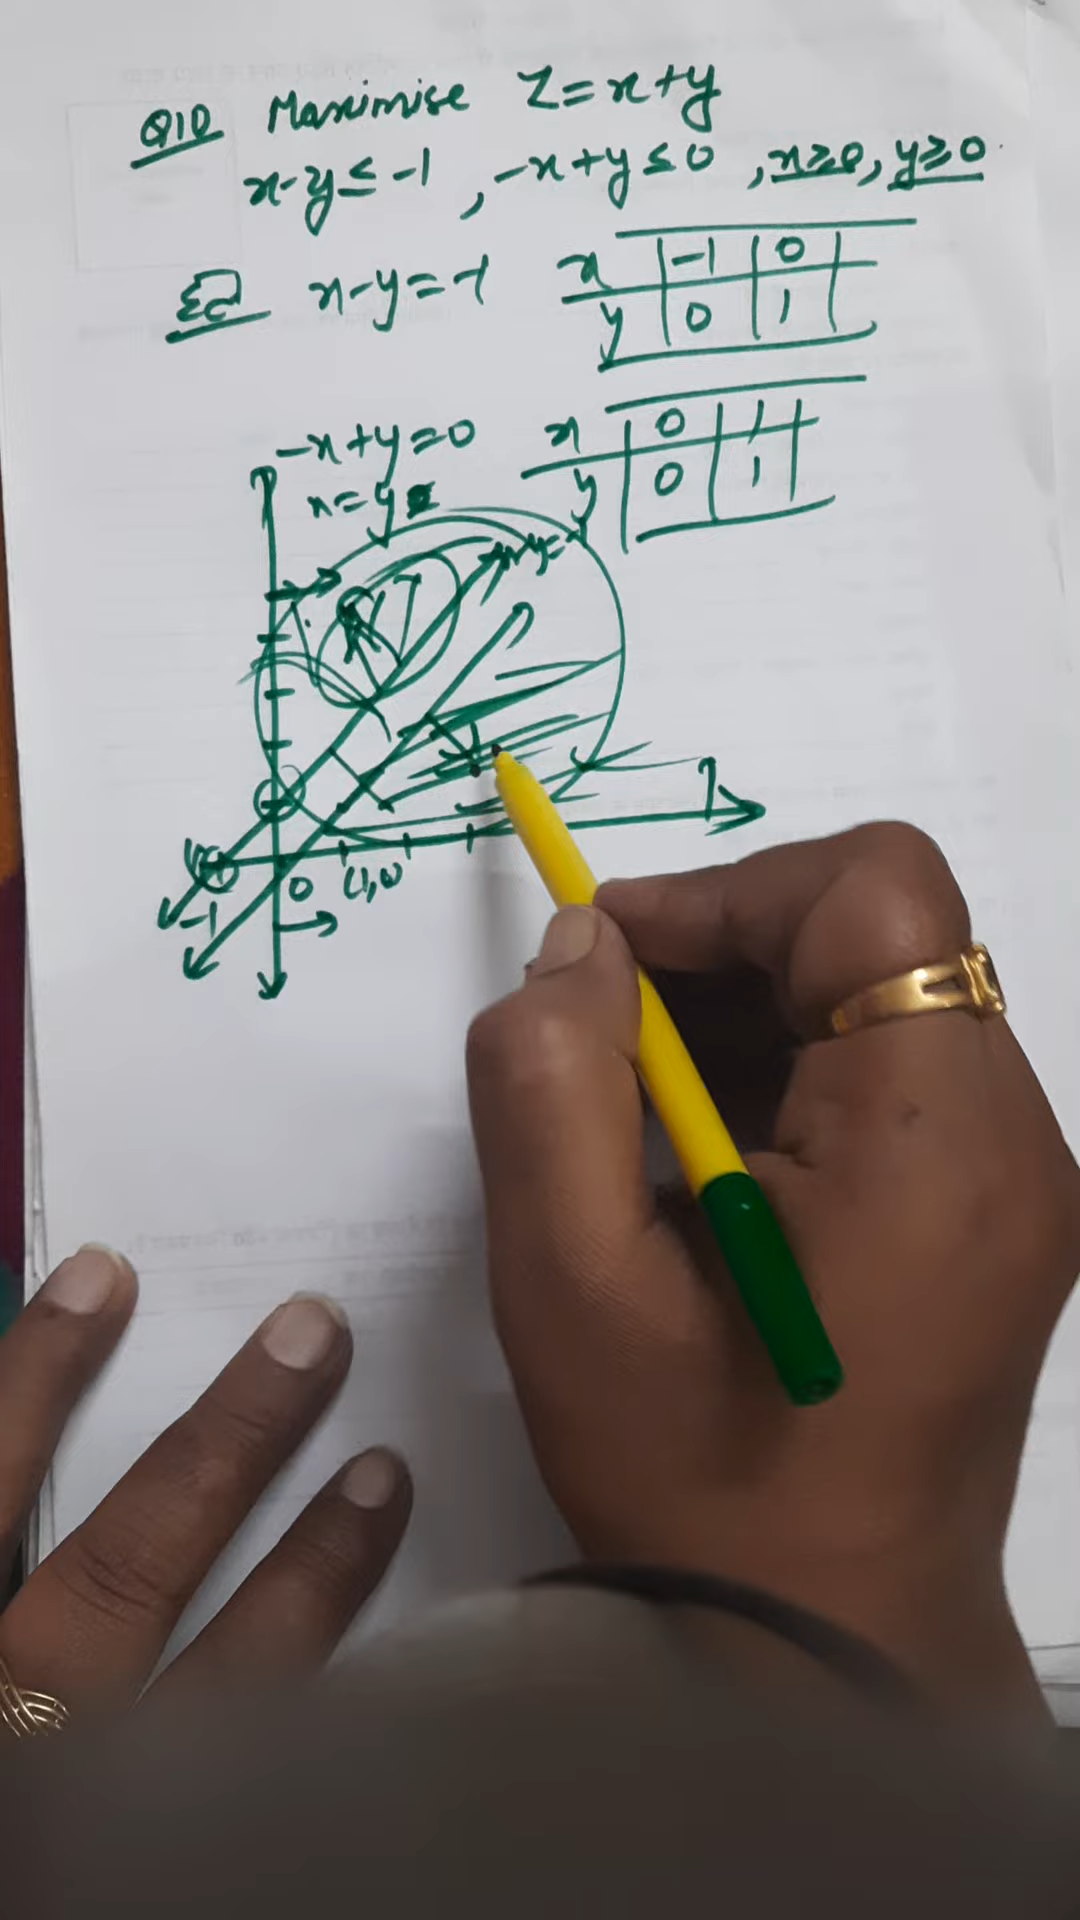 Q10 Maximise Z=x+y
x-y≤-1, -x+y≤0, x≥0, y≥0
हल x-y=-1 x -1 0
y 0 1
-x+y=0 x 0 1
x=y y 0 1
-1 0 (1,0)